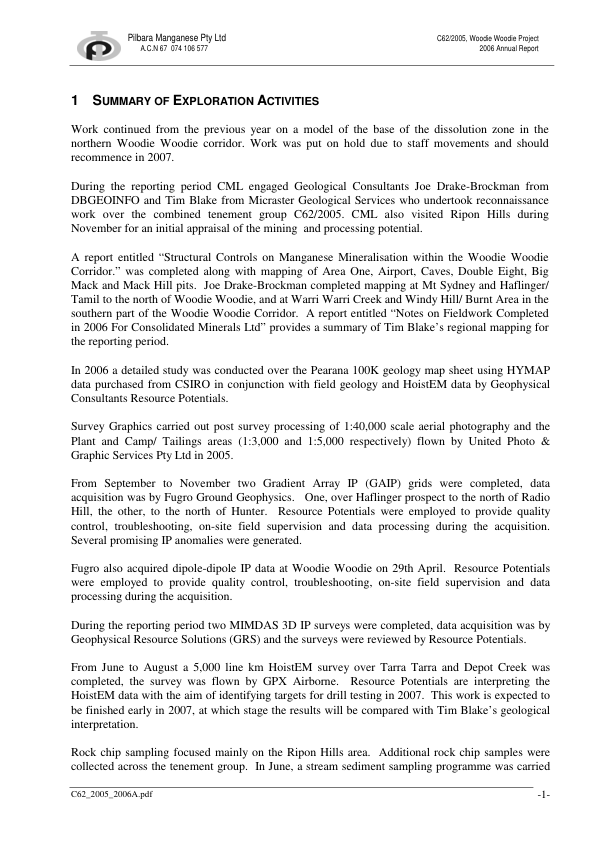 Pilbara Manganese Pty Ltd
A.C.N 67 074 106 577
C62/2005, Woodie Woodie Project
2006 Annual Report
1 SUMMARY OF EXPLORATION ACTIVITIES
Work continued from the previous year on a model of the base of the dissolution zone in the
northern Woodie Woodie corridor. Work was put on hold due to staff movements and should
recommence in 2007.
During the reporting period CML engaged Geological Consultants Joe Drake-Brockman from
DBGEOINFO and Tim Blake from Micraster Geological Services who undertook reconnaissance
work over the combined tenement group C62/2005. CML also visited Ripon Hills during
November for an initial appraisal of the mining and processing potential.
A report entitled “Structural Controls on Manganese Mineralisation within the Woodie Woodie
Corridor.” was completed along with mapping of Area One, Airport, Caves, Double Eight, Big
Mack and Mack Hill pits. Joe Drake-Brockman completed mapping at Mt Sydney and Haflinger/
Tamil to the north of Woodie Woodie, and at Warri Warri Creek and Windy Hill/ Burnt Area in the
southern part of the Woodie Woodie Corridor. A report entitled “Notes on Fieldwork Completed
in 2006 For Consolidated Minerals Ltd” provides a summary of Tim Blake’s regional mapping for
the reporting period.
In 2006 a detailed study was conducted over the Pearana 100K geology map sheet using HYMAP
data purchased from CSIRO in conjunction with field geology and HoistEM data by Geophysical
Consultants Resource Potentials.
Survey Graphics carried out post survey processing of 1:40,000 scale aerial photography and the
Plant and Camp/ Tailings areas (1:3,000 and 1:5,000 respectively) flown by United Photo &
Graphic Services Pty Ltd in 2005.
From September to November two Gradient Array IP (GAIP) grids were completed, data
acquisition was by Fugro Ground Geophysics. One, over Haflinger prospect to the north of Radio
Hill, the other, to the north of Hunter. Resource Potentials were employed to provide quality
control, troubleshooting, on-site field supervision and data processing during the acquisition.
Several promising IP anomalies were generated.
Fugro also acquired dipole-dipole IP data at Woodie Woodie on 29th April. Resource Potentials
were employed to provide quality control, troubleshooting, on-site field supervision and data
processing during the acquisition.
During the reporting period two MIMDAS 3D IP surveys were completed, data acquisition was by
Geophysical Resource Solutions (GRS) and the surveys were reviewed by Resource Potentials.
From June to August a 5,000 line km HoistEM survey over Tarra Tarra and Depot Creek was
completed, the survey was flown by GPX Airborne. Resource Potentials are interpreting the
HoistEM data with the aim of identifying targets for drill testing in 2007. This work is expected to
be finished early in 2007, at which stage the results will be compared with Tim Blake’s geological
interpretation.
Rock chip sampling focused mainly on the Ripon Hills area. Additional rock chip samples were
collected across the tenement group. In June, a stream sediment sampling programme was carried
C62_2005_2006A.pdf
-1-